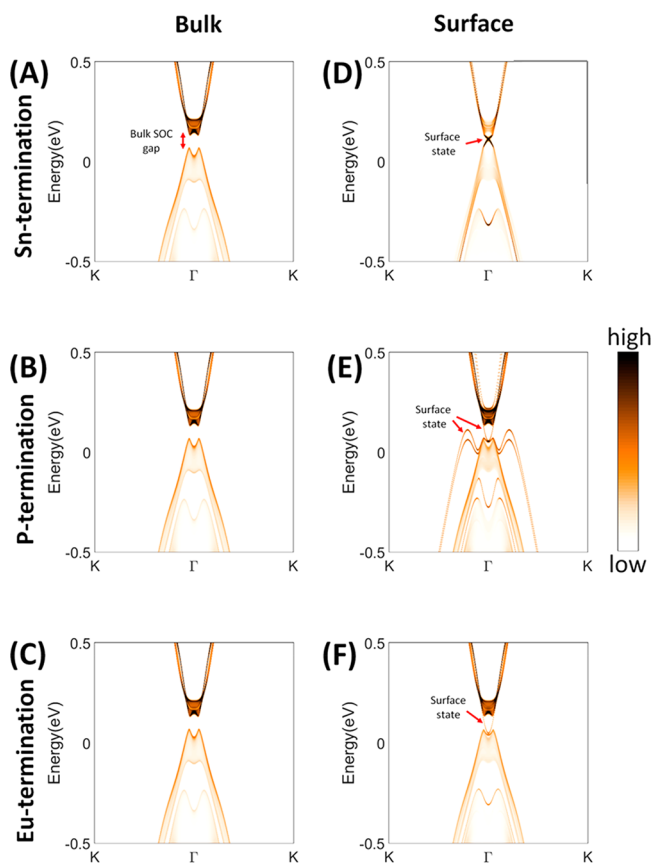 Bulk
Surface
Sn-termination
(A)
Energy(eV)
0.5
0
-0.5
Bulk SOC
gap
K
Γ
K
(D)
Energy(eV)
0.5
0
-0.5
Surface
state
K
Γ
K
P-termination
(B)
Energy(eV)
0.5
0
-0.5
K
Γ
K
(E)
Energy(eV)
0.5
0
-0.5
Surface
state
K
Γ
K
high
low
Eu-termination
(C)
Energy(eV)
0.5
0
-0.5
K
Γ
K
(F)
Energy(eV)
0.5
0
-0.5
Surface
state
K
Γ
K